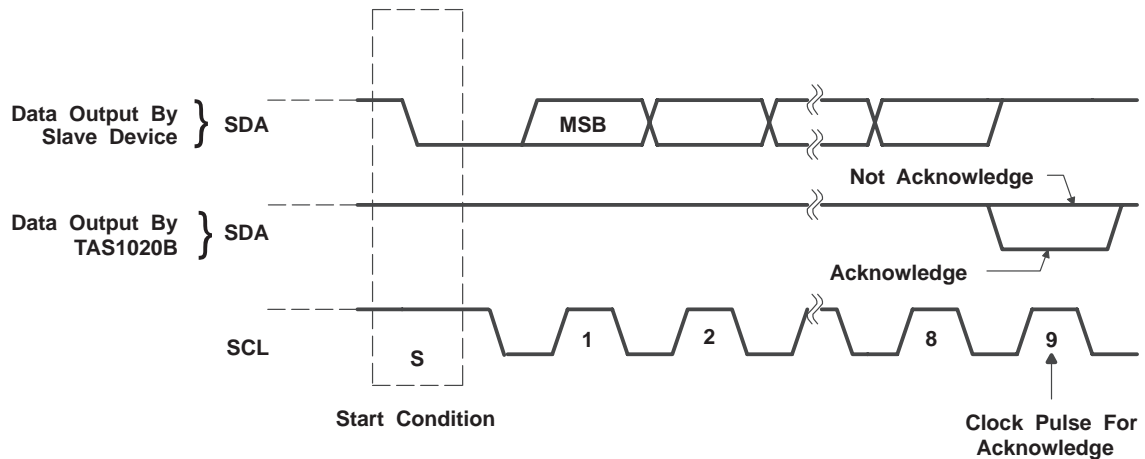 Data Output By
Slave Device
SDA
MSB
Not Acknowledge
Data Output By
TAS1020B
SDA
Acknowledge
SCL
S
1
2
8
9
Start Condition
Clock Pulse For
Acknowledge